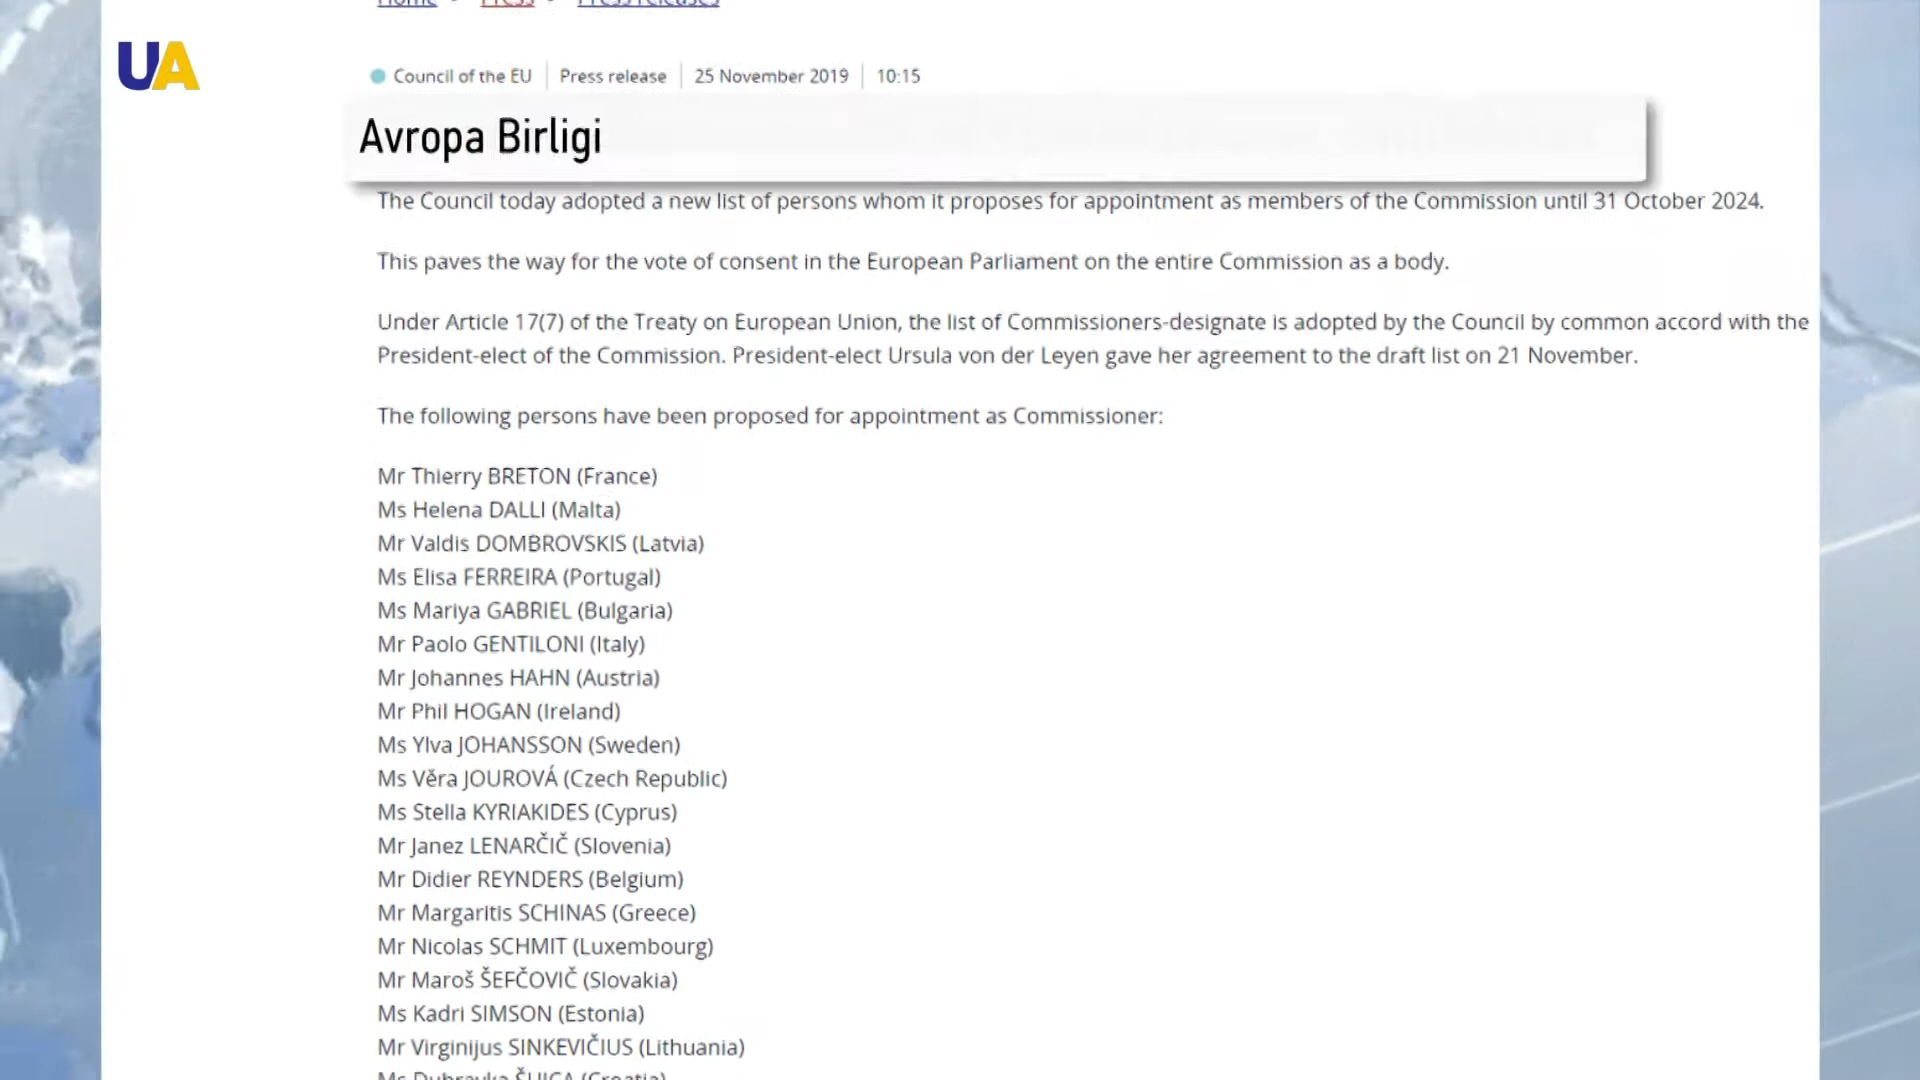 Home Press Press releases
UA
Council of the EU Press release 25 November 2019 10:15
Avropa Birligi
The Council today adopted a new list of persons whom it proposes for appointment as members of the Commission until 31 October 2024.
This paves the way for the vote of consent in the European Parliament on the entire Commission as a body.
Under Article 17(7) of the Treaty on European Union, the list of Commissioners-designate is adopted by the Council by common accord with the
President-elect of the Commission. President-elect Ursula von der Leyen gave her agreement to the draft list on 21 November.
The following persons have been proposed for appointment as Commissioner:
Mr Thierry BRETON (France)
Ms Helena DALLI (Malta)
Mr Valdis DOMBROVSKIS (Latvia)
Ms Elisa FERREIRA (Portugal)
Ms Mariya GABRIEL (Bulgaria)
Mr Paolo GENTILONI (Italy)
Mr Johannes HAHN (Austria)
Mr Phil HOGAN (Ireland)
Ms Ylva JOHANSSON (Sweden)
Ms Věra JOUROVÁ (Czech Republic)
Ms Stella KYRIAKIDES (Cyprus)
Mr Janez LENARČIČ (Slovenia)
Mr Didier REYNDERS (Belgium)
Mr Margaritis SCHINAS (Greece)
Mr Nicolas SCHMIT (Luxembourg)
Mr Maroš ŠEFČOVIČ (Slovakia)
Ms Kadri SIMSON (Estonia)
Mr Virginijus SINKEVIČIUS (Lithuania)
Ms Dubravka ŠUICA (Croatia)